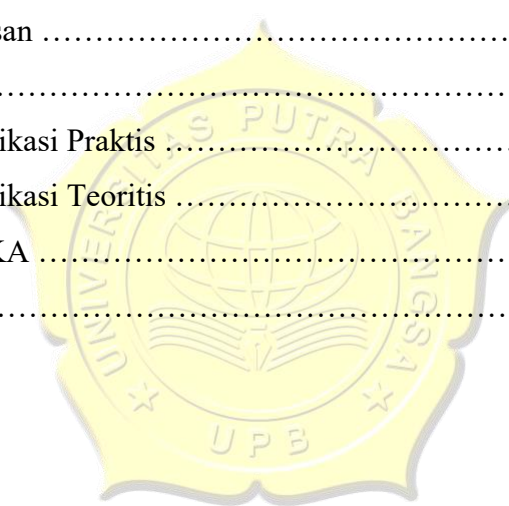 san ……………………………………
……………………………………
ikasi Praktis ……………………………………
ikasi Teoritis ……………………………………
KA ……………………………………
……………………………………
UNIVERSITAS PUTRA BANGSA
UPB